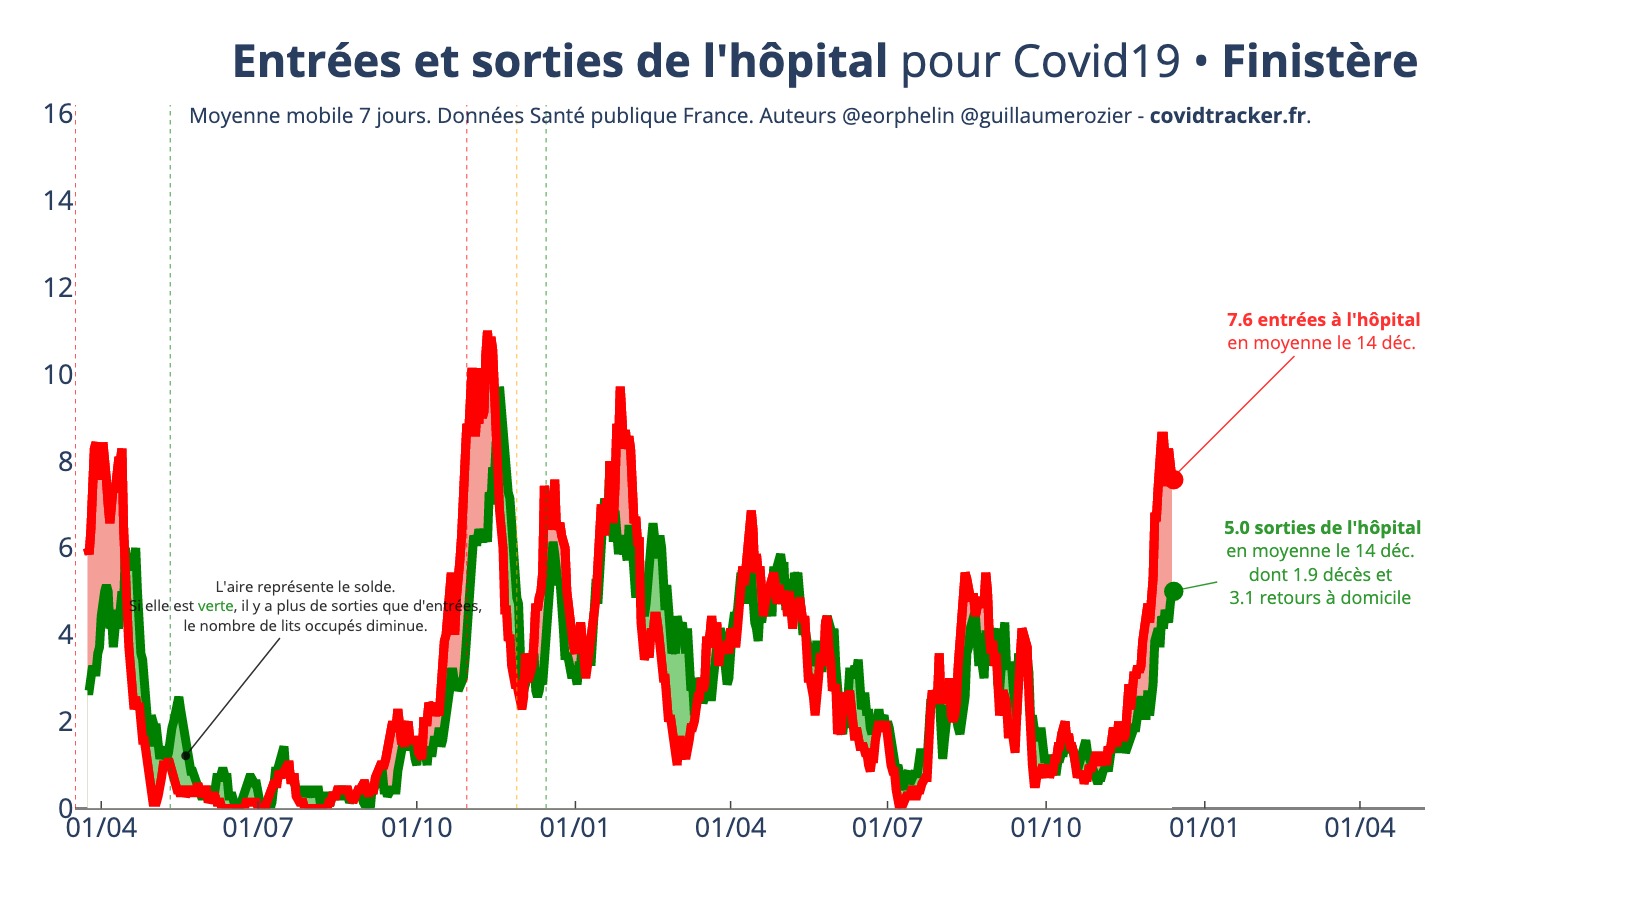 Entrées et sorties de l'hôpital pour Covid19 • Finistère
Moyenne mobile 7 jours. Données Santé publique France. Auteurs @eorphelin @guillaumerozier - covidtracker.fr.
16
14
12
10
8
6
4
2
0
7.6 entrées à l'hôpital
en moyenne le 14 déc.
5.0 sorties de l'hôpital
en moyenne le 14 déc.
dont 1.9 décès et
3.1 retours à domicile
L'aire représente le solde.
Si elle est verte, il y a plus de sorties que d'entrées,
le nombre de lits occupés diminue.
01/04 01/07 01/10 01/01 01/04 01/07 01/10 01/01 01/04